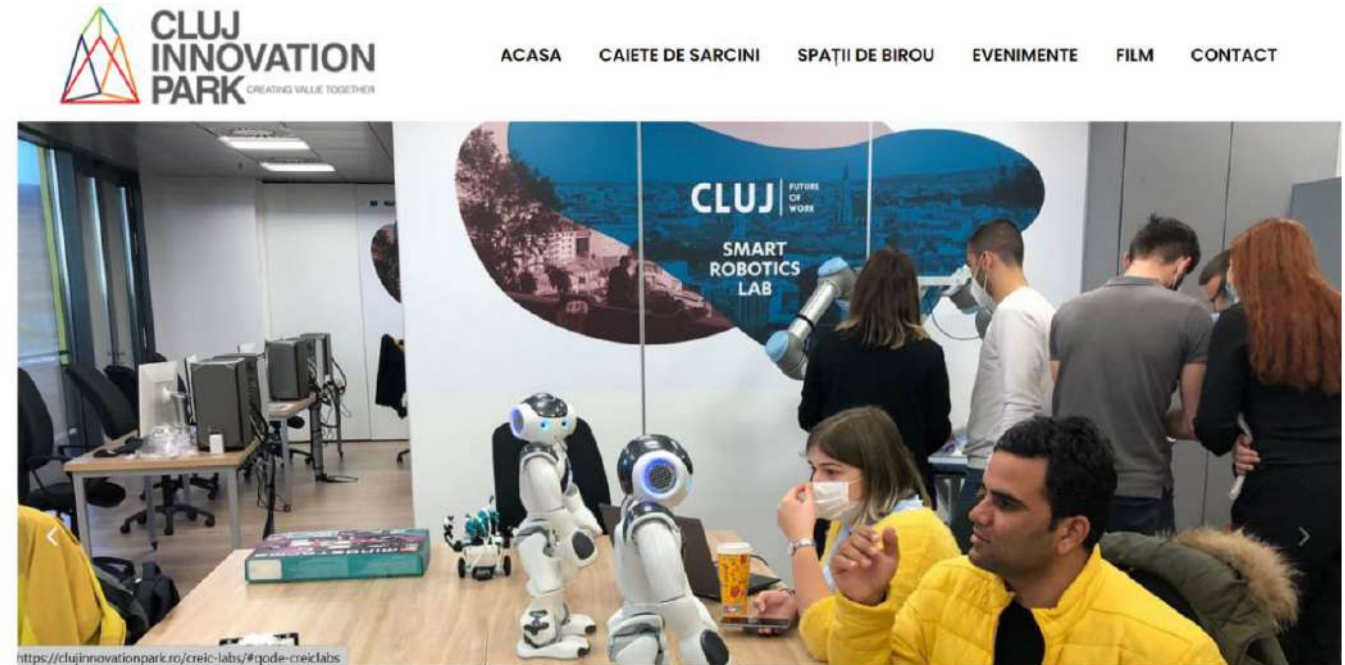 CLUJ
INNOVATION
PARK CREATING VALUE TOGETHER
ACASA CAIETE DE SARCINI SPAȚII DE BIROU EVENIMENTE FILM CONTACT
CLUJ FUTURE
OF
WORK
SMART
ROBOTICS
LAB
MINDSTORMS
https://clujinnovationpark.ro/creic-labs/#qode-creiclabs